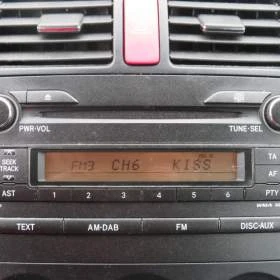 PWR•VOL
TUNE•SEL
SEEK
TRACK
FM3 CH6 KISS
TA
AF
AST
1 2 3 4 5 6
PTY
TEXT AM•DAB FM DISC•AUX